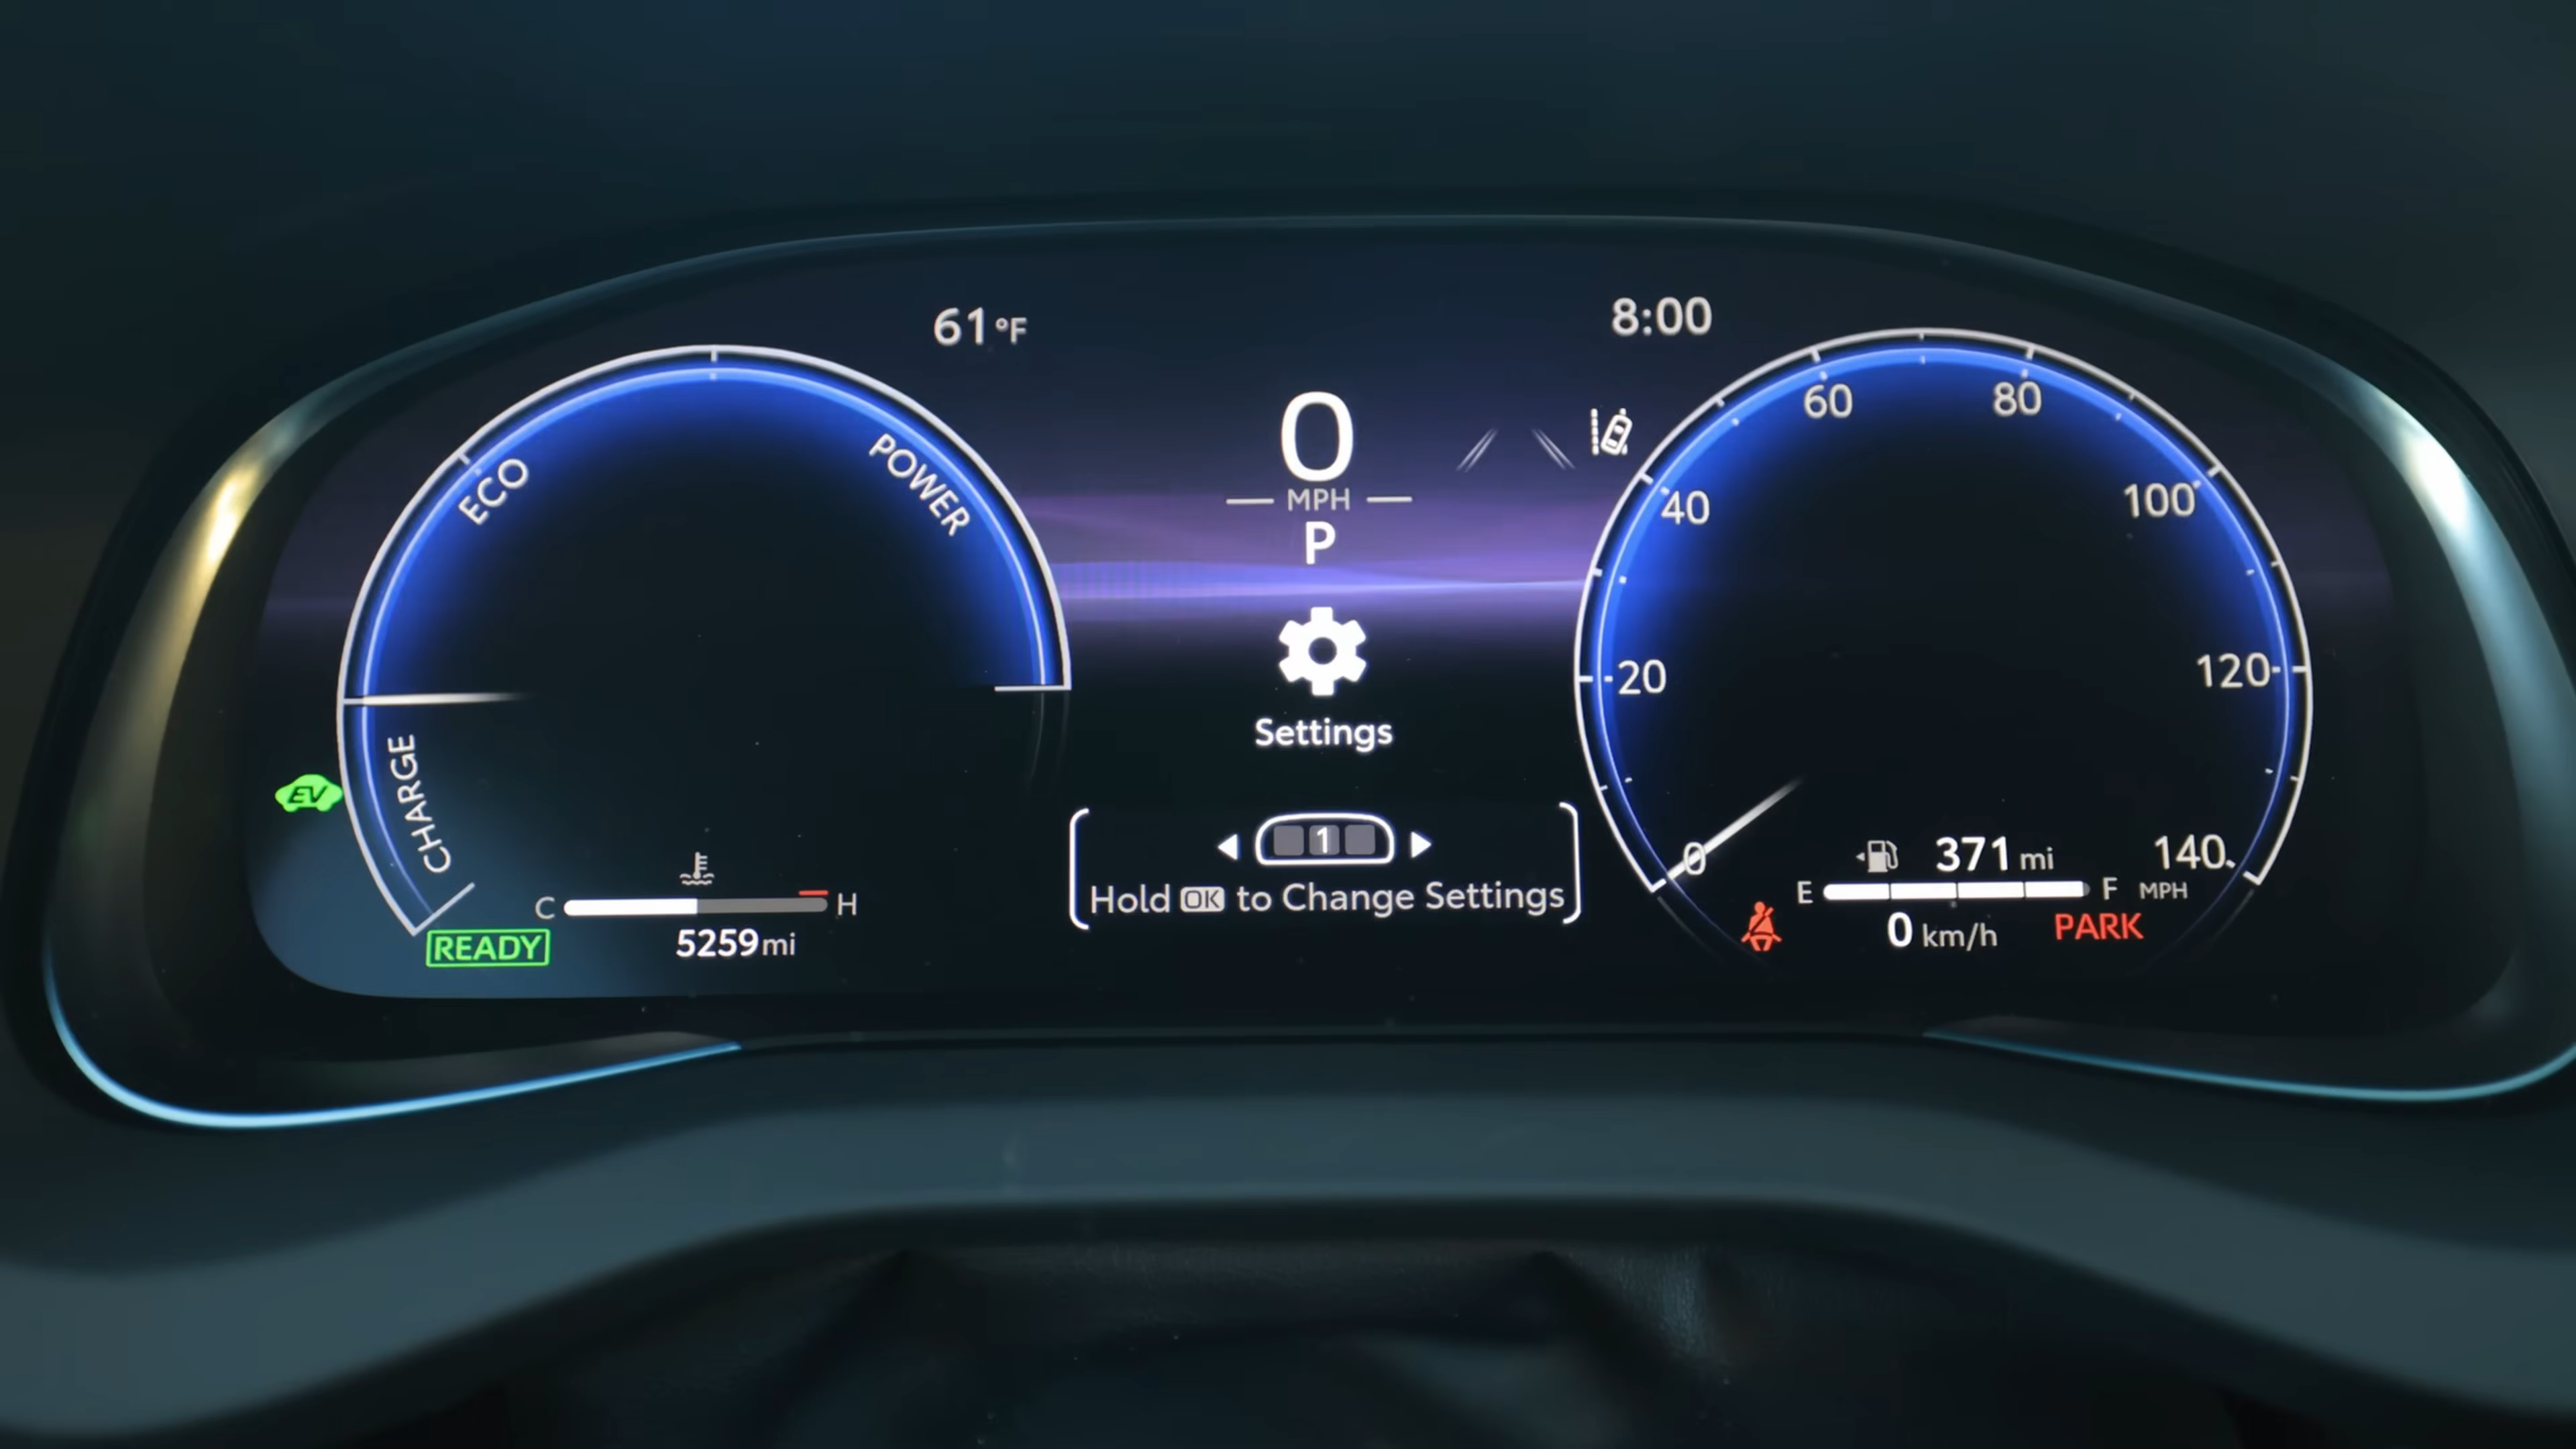 61°F
8:00
0
MPH
P
ECO
POWER
CHARGE
EV
C
H
READY
5259 mi
Settings
1
Hold OK to Change Settings
0
20
40
60
80
100
120
140
MPH
371 mi
E
F
0 km/h
PARK